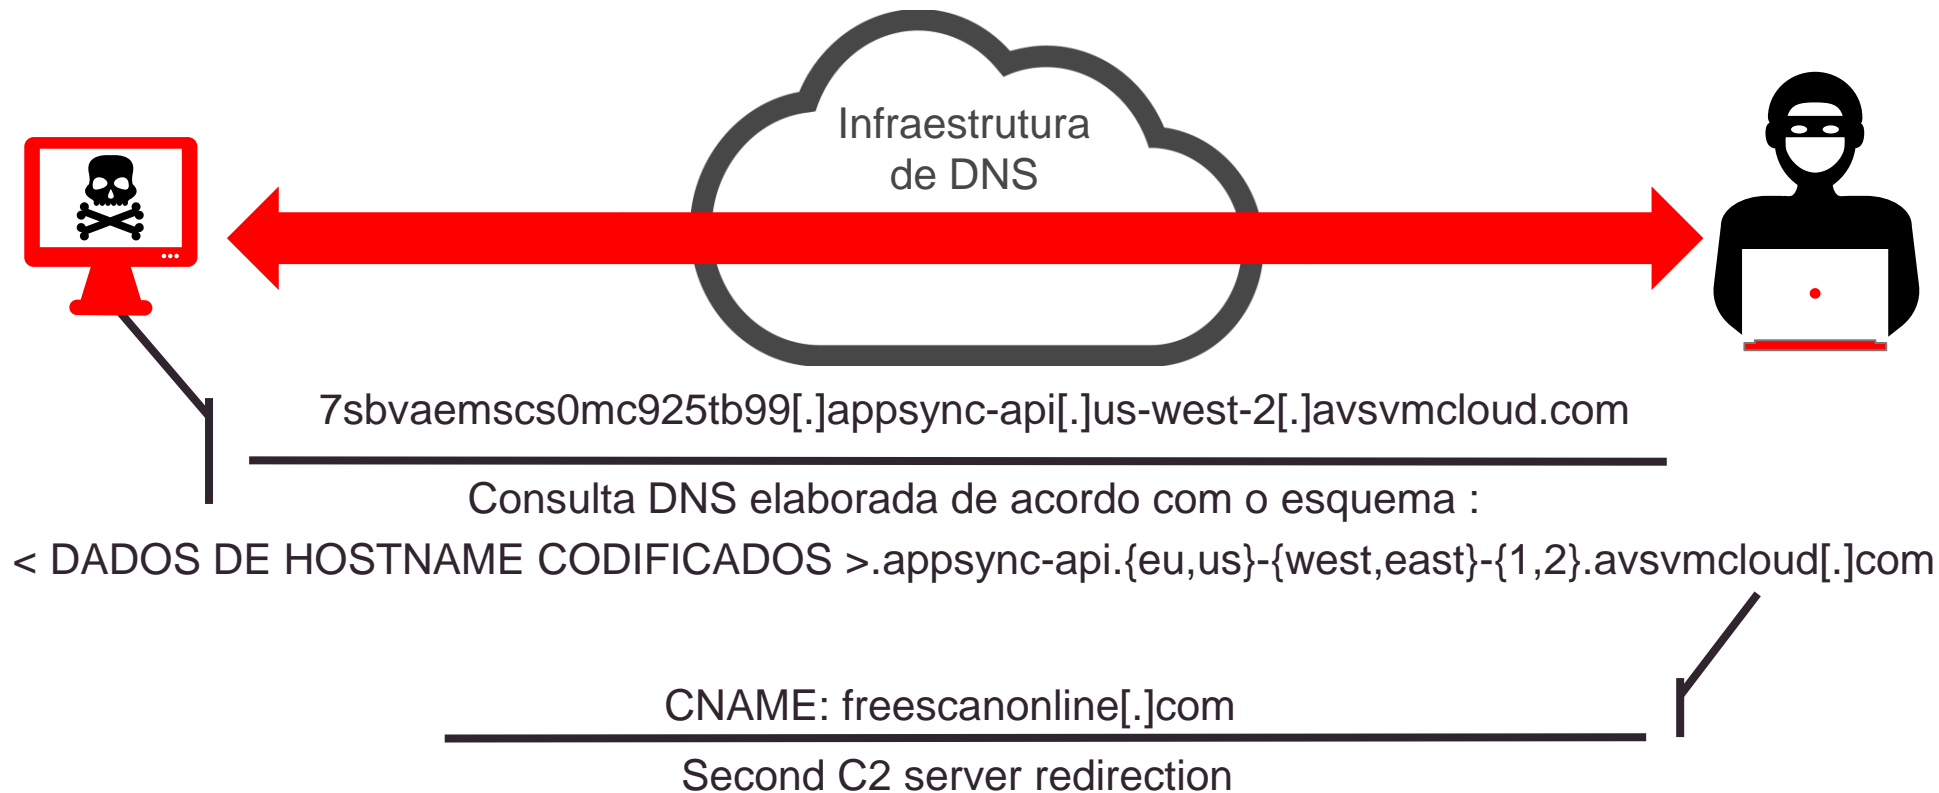 Infraestrutura
de DNS
7sbvaemscs0mc925tb99[.]appsync-api[.]us-west-2[.]avsvmcloud.com
Consulta DNS elaborada de acordo com o esquema :
< DADOS DE HOSTNAME CODIFICADOS >.appsync-api.{eu,us}-{west,east}-{1,2}.avsvmcloud[.]com
CNAME: freescanonline[.]com
Second C2 server redirection